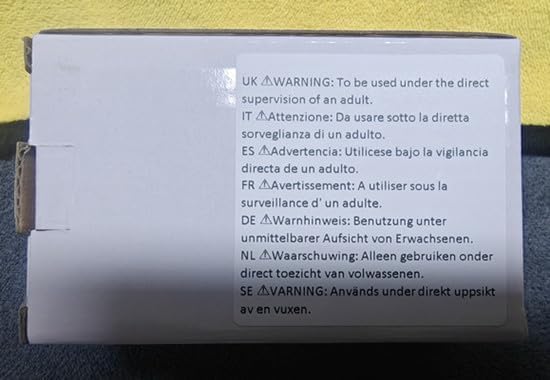 UK ⚠WARNING: To be used under the direct
supervision of an adult.
IT ⚠Attenzione: Da usare sotto la diretta
sorveglianza di un adulto.
ES ⚠Advertencia: Utilicese bajo la vigilancia
directa de un adulto.
FR ⚠Avertissement: A utiliser sous la
surveillance d' un adulte.
DE ⚠Warnhinweis: Benutzung unter
unmittelbarer Aufsicht von Erwachsenen.
NL ⚠Waarschuwing: Alleen gebruiken onder
direct toezicht van volwassenen.
SE ⚠VARNING: Används under direkt uppsikt
av en vuxen.